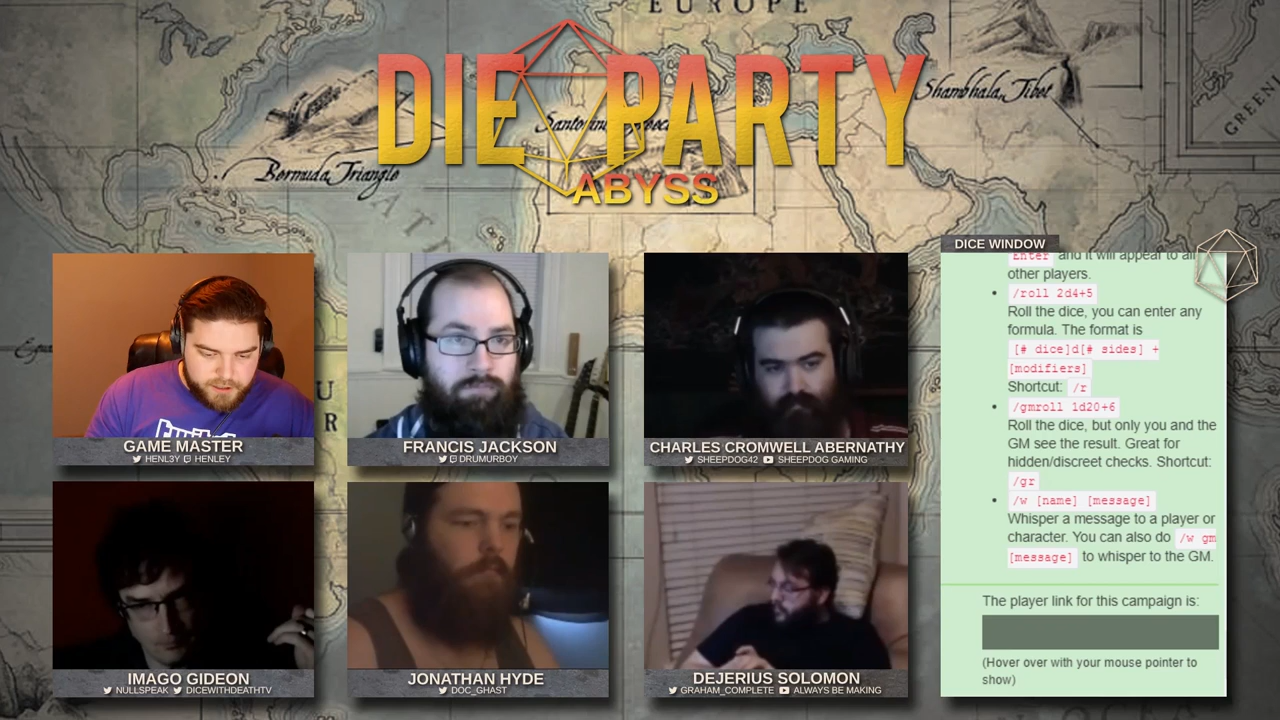 EUROPE
DIE PARTY
ABYSS
Shambhala, Tibet
Bermuda Triangle
GREENL
DICE WINDOW
Enter and it will appear to all
other players.
/roll 2d4+5
Roll the dice, you can enter any
formula. The format is
[# dice]d[# sides] +
[modifiers]
Shortcut: /r
/gmroll 1d20+6
Roll the dice, but only you and the
GM see the result. Great for
hidden/discreet checks. Shortcut:
/gr
/w [name] [message]
Whisper a message to a player or
character. You can also do /w gm
[message] to whisper to the GM.
The player link for this campaign is:
(Hover over with your mouse pointer to
show)
GAME MASTER
HENL3Y HENLEY
FRANCIS JACKSON
DRUMURBOY
CHARLES CROMWELL ABERNATHY
SHEEPDOG42 SHEEPDOG GAMING
IMAGO GIDEON
NULLSPEAK DICEWITHDEATHTV
JONATHAN HYDE
DOC_GHAST
DEJERIUS SOLOMON
GRAHAM_COMPLETE ALWAYS BE MAKING